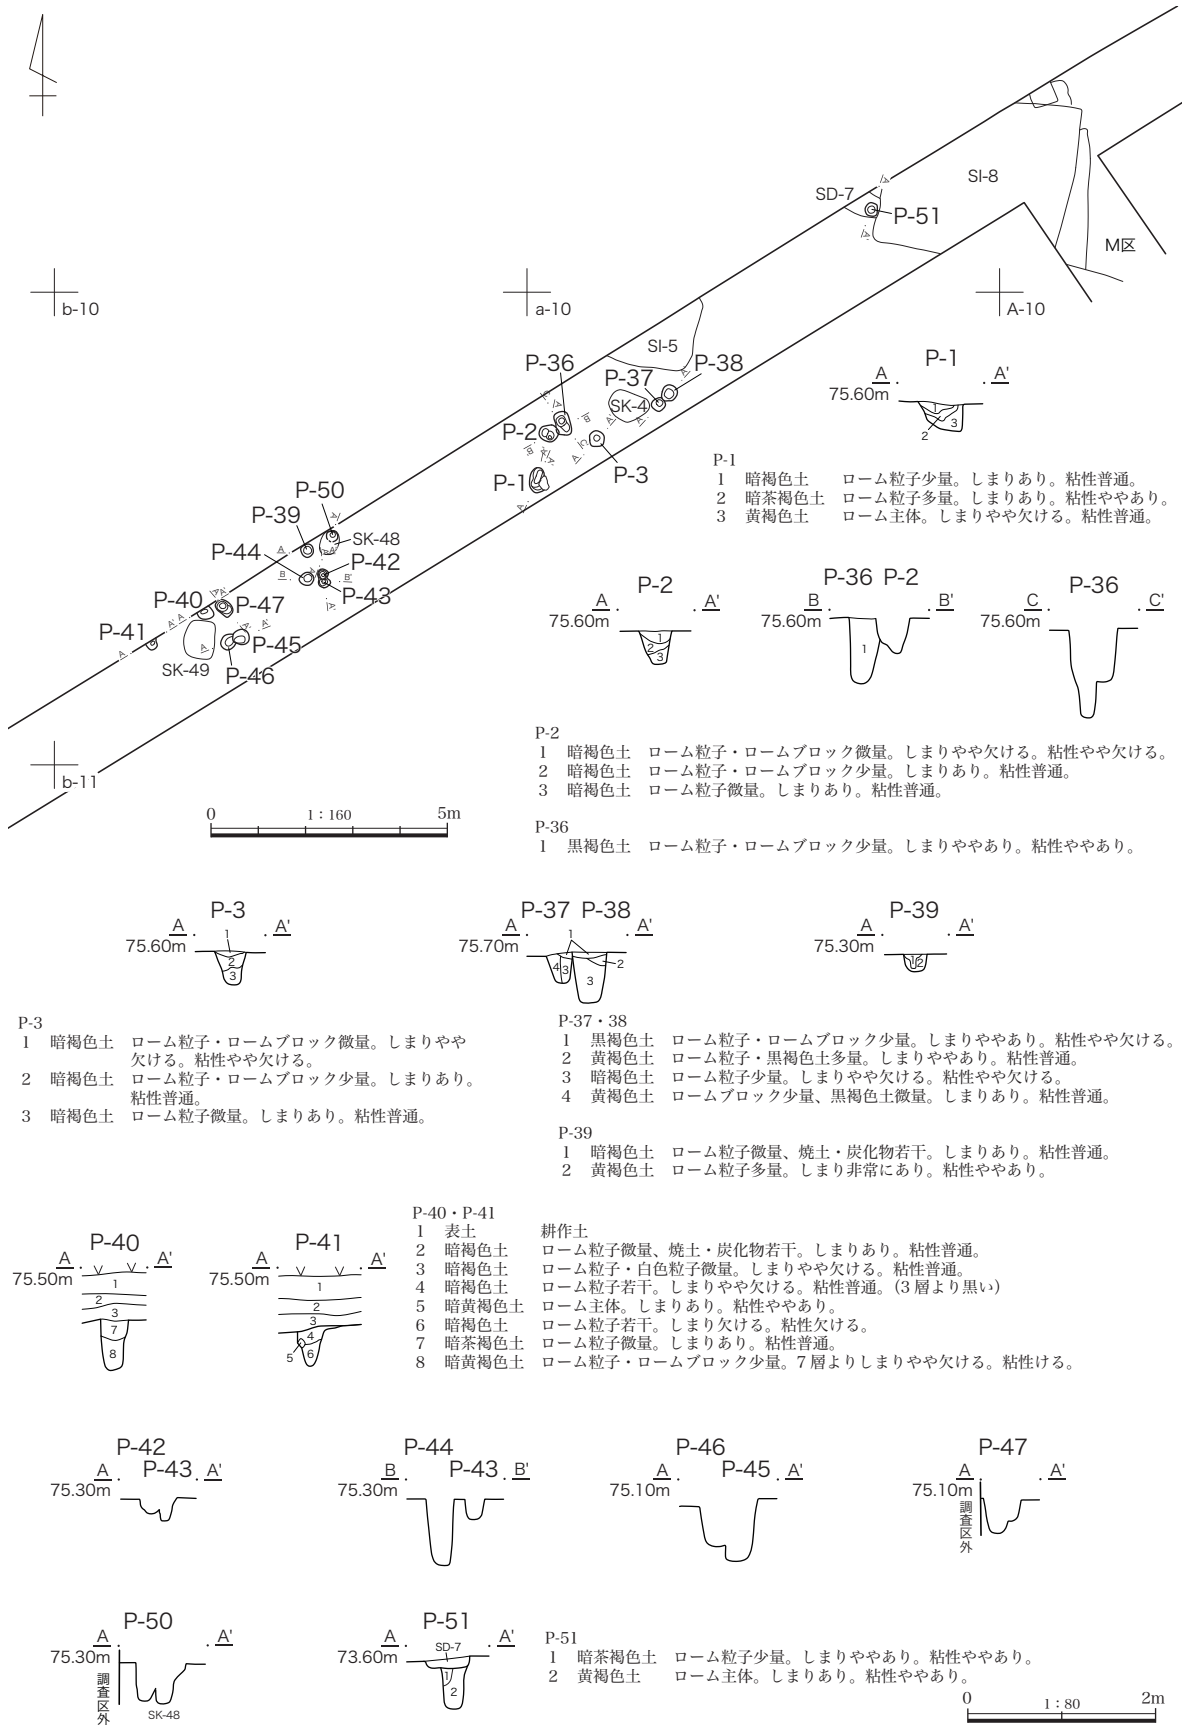 SD-7
SI-8
P-51
M区
b-10
a-10
A-10
SI-5
P-36
P-38
P-37
SK-4
P-2
P-1
P-3
P-50
P-39
SK-48
P-44
P-42
P-43
P-40
P-47
P-41
P-45
SK-49
P-46
b-11
0 1：160 5m
P-1
A A'
75.60m
1
2
3
P-1
1 暗褐色土 ローム粒子少量。しまりあり。粘性普通。
2 暗茶褐色土 ローム粒子多量。しまりあり。粘性ややあり。
3 黄褐色土 ローム主体。しまりやや欠ける。粘性普通。
P-2
A A'
75.60m
1
2
3
P-36 P-2
B B'
75.60m
1
P-36
C C'
75.60m
P-2
1 暗褐色土 ローム粒子・ロームブロック微量。しまりやや欠ける。粘性やや欠ける。
2 暗褐色土 ローム粒子・ロームブロック少量。しまりあり。粘性普通。
3 暗褐色土 ローム粒子微量。しまりあり。粘性普通。
P-36
1 黒褐色土 ローム粒子・ロームブロック少量。しまりややあり。粘性ややあり。
P-3
A A'
75.60m
1
2
3
P-37 P-38
A A'
75.70m
1
4 3 2
3
P-39
A A'
75.30m
1 2
P-3
1 暗褐色土 ローム粒子・ロームブロック微量。しまりやや
欠ける。粘性やや欠ける。
2 暗褐色土 ローム粒子・ロームブロック少量。しまりあり。
粘性普通。
3 暗褐色土 ローム粒子微量。しまりあり。粘性普通。
P-37・38
1 黒褐色土 ローム粒子・ロームブロック少量。しまりややあり。粘性やや欠ける。
2 黄褐色土 ローム粒子・黒褐色土多量。しまりややあり。粘性普通。
3 暗褐色土 ローム粒子少量。しまりやや欠ける。粘性やや欠ける。
4 黄褐色土 ロームブロック少量、黒褐色土微量。しまりあり。粘性普通。
P-39
1 暗褐色土 ローム粒子微量、焼土・炭化物若干。しまりあり。粘性普通。
2 黄褐色土 ローム粒子多量。しまり非常にあり。粘性ややあり。
P-40
A A'
75.50m
1
2
3
7
8
P-41
A A'
75.50m
1
2
3
4
5 6
P-40・P-41
1 表土 耕作土
2 暗褐色土 ローム粒子微量、焼土・炭化物若干。しまりあり。粘性普通。
3 暗褐色土 ローム粒子・白色粒子微量。しまりやや欠ける。粘性普通。
4 暗褐色土 ローム粒子若干。しまりやや欠ける。粘性普通。(3層より黒い)
5 暗黄褐色土 ローム主体。しまりあり。粘性ややあり。
6 暗褐色土 ローム粒子若干。しまり欠ける。粘性欠ける。
7 暗茶褐色土 ローム粒子微量。しまりあり。粘性普通。
8 暗黄褐色土 ローム粒子・ロームブロック少量。7層よりしまりやや欠ける。粘性ける。
P-42
P-43
A A'
75.30m
P-44
P-43
B B'
75.30m
P-46
P-45
A A'
75.10m
P-47
A A'
75.10m
調査区外
P-50
A A'
75.30m
調査区外
SK-48
P-51
A A'
73.60m
SD-7
1
2
P-51
1 暗茶褐色土 ローム粒子少量。しまりややあり。粘性ややあり。
2 黄褐色土 ローム主体。しまりあり。粘性ややあり。
0 1：80 2m